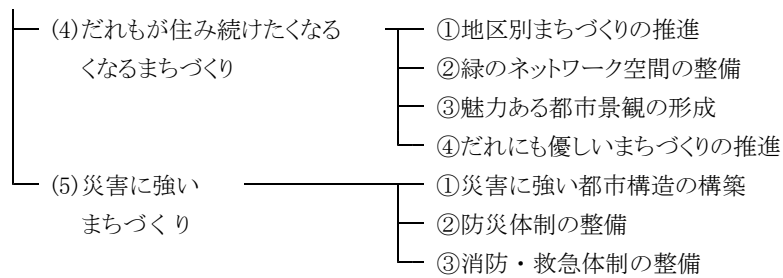 (4)だれもが住み続けたくなる ①地区別まちづくりの推進
くなるまちづくり ②緑のネットワーク空間の整備
③魅力ある都市景観の形成
④だれにも優しいまちづくりの推進
(5)災害に強い ①災害に強い都市構造の構築
まちづくり ②防災体制の整備
③消防・救急体制の整備